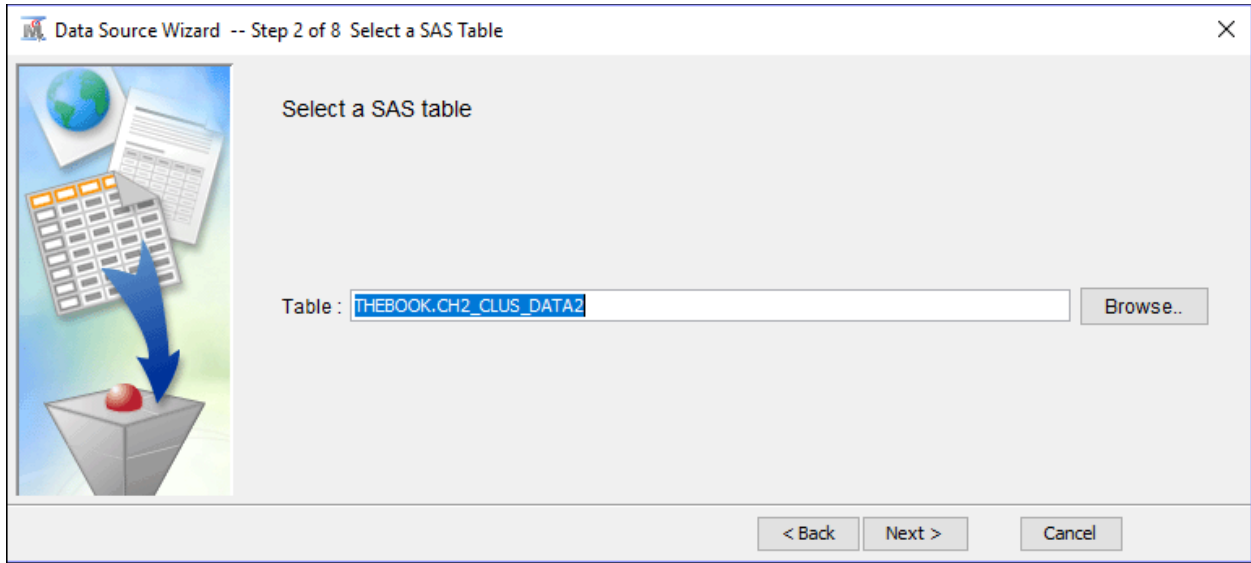 Data Source Wizard -- Step 2 of 8 Select a SAS Table
Select a SAS table
Table : THEBOOK.CH2_CLUS_DATA2 Browse..
< Back Next > Cancel